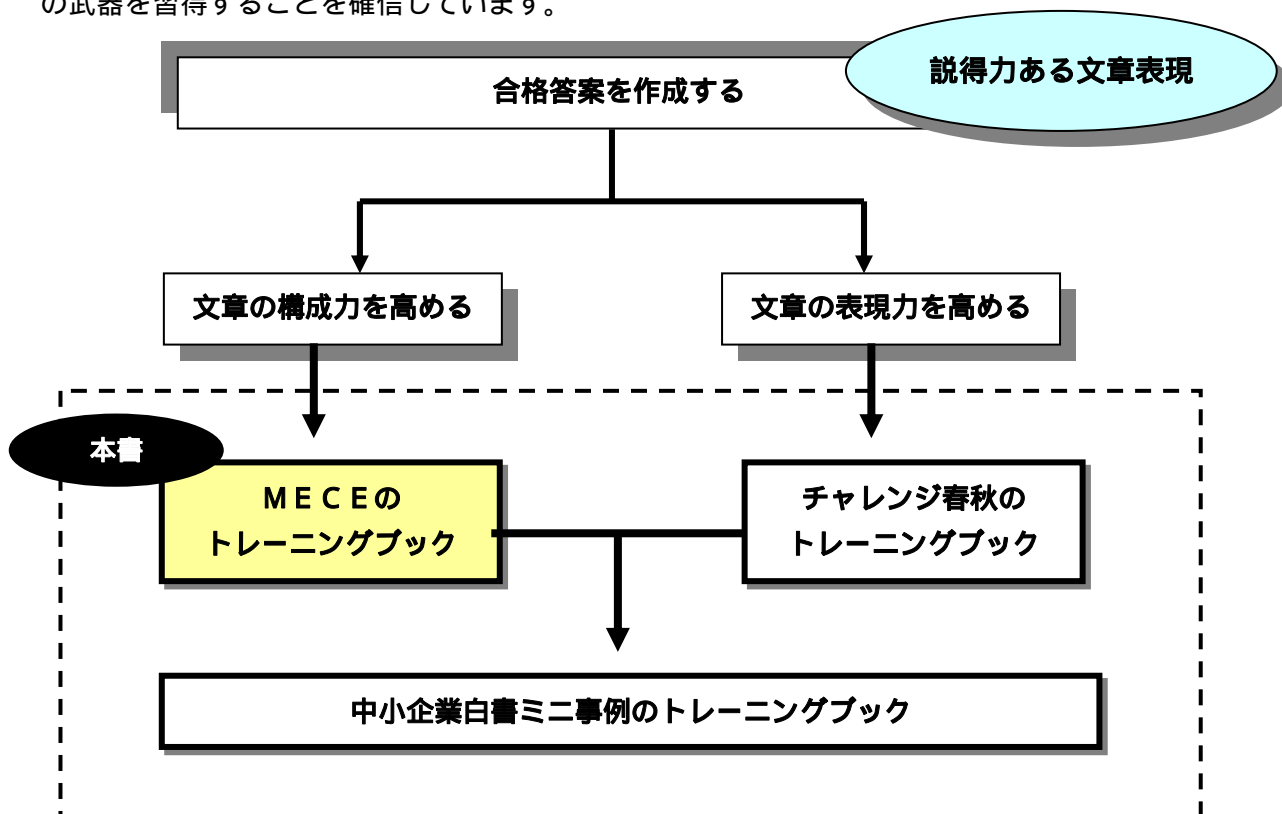 の武器を習得することを確信しています。
説得力ある文章表現
合格答案を作成する
文章の構成力を高める
文章の表現力を高める
本書
ＭＥＣＥの
トレーニングブック
チャレンジ春秋の
トレーニングブック
中小企業白書ミニ事例のトレーニングブック